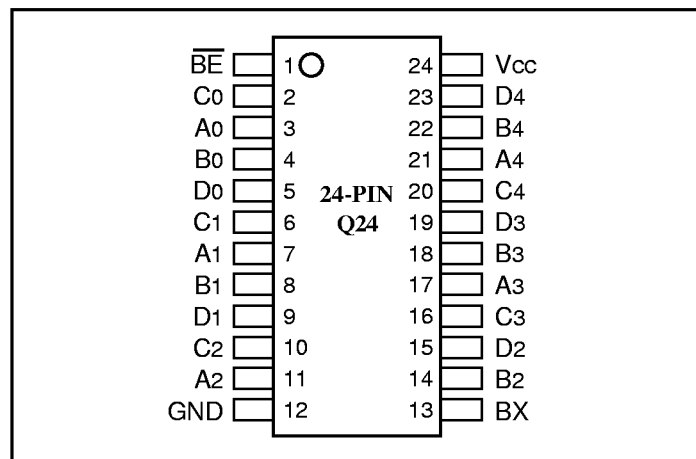 B̅E̅ 1 24 Vcc
C0 2 23 D4
A0 3 22 B4
B0 4 21 A4
D0 5 24-PIN 20 C4
C1 6 Q24 19 D3
A1 7 18 B3
B1 8 17 A3
D1 9 16 C3
C2 10 15 D2
A2 11 14 B2
GND 12 13 BX